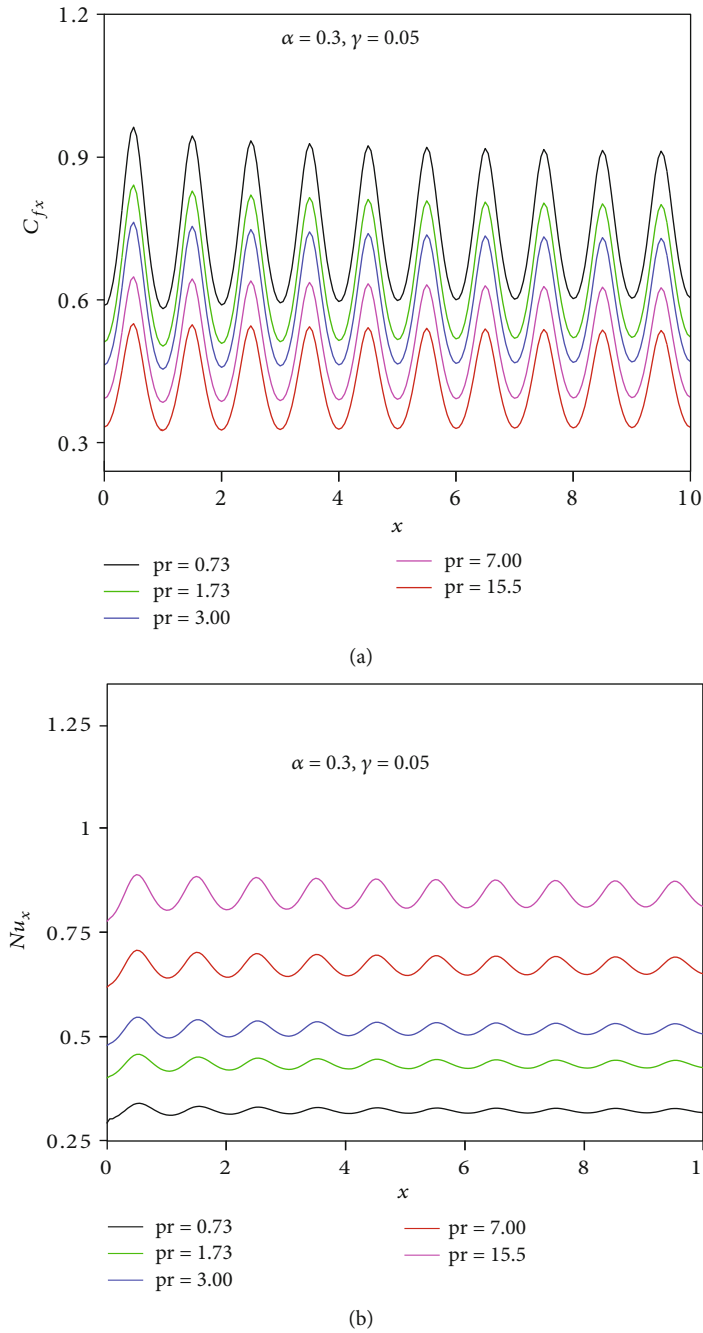 1.2
α = 0.3, γ = 0.05
0.9
C_fx
0.6
0.3
0 2 4 6 8 10
x
pr = 0.73 pr = 7.00
pr = 1.73 pr = 15.5
pr = 3.00
(a)
1.25
α = 0.3, γ = 0.05
1
Nu_x
0.75
0.5
0.25
0 2 4 6 8 1
x
pr = 0.73 pr = 7.00
pr = 1.73 pr = 15.5
pr = 3.00
(b)